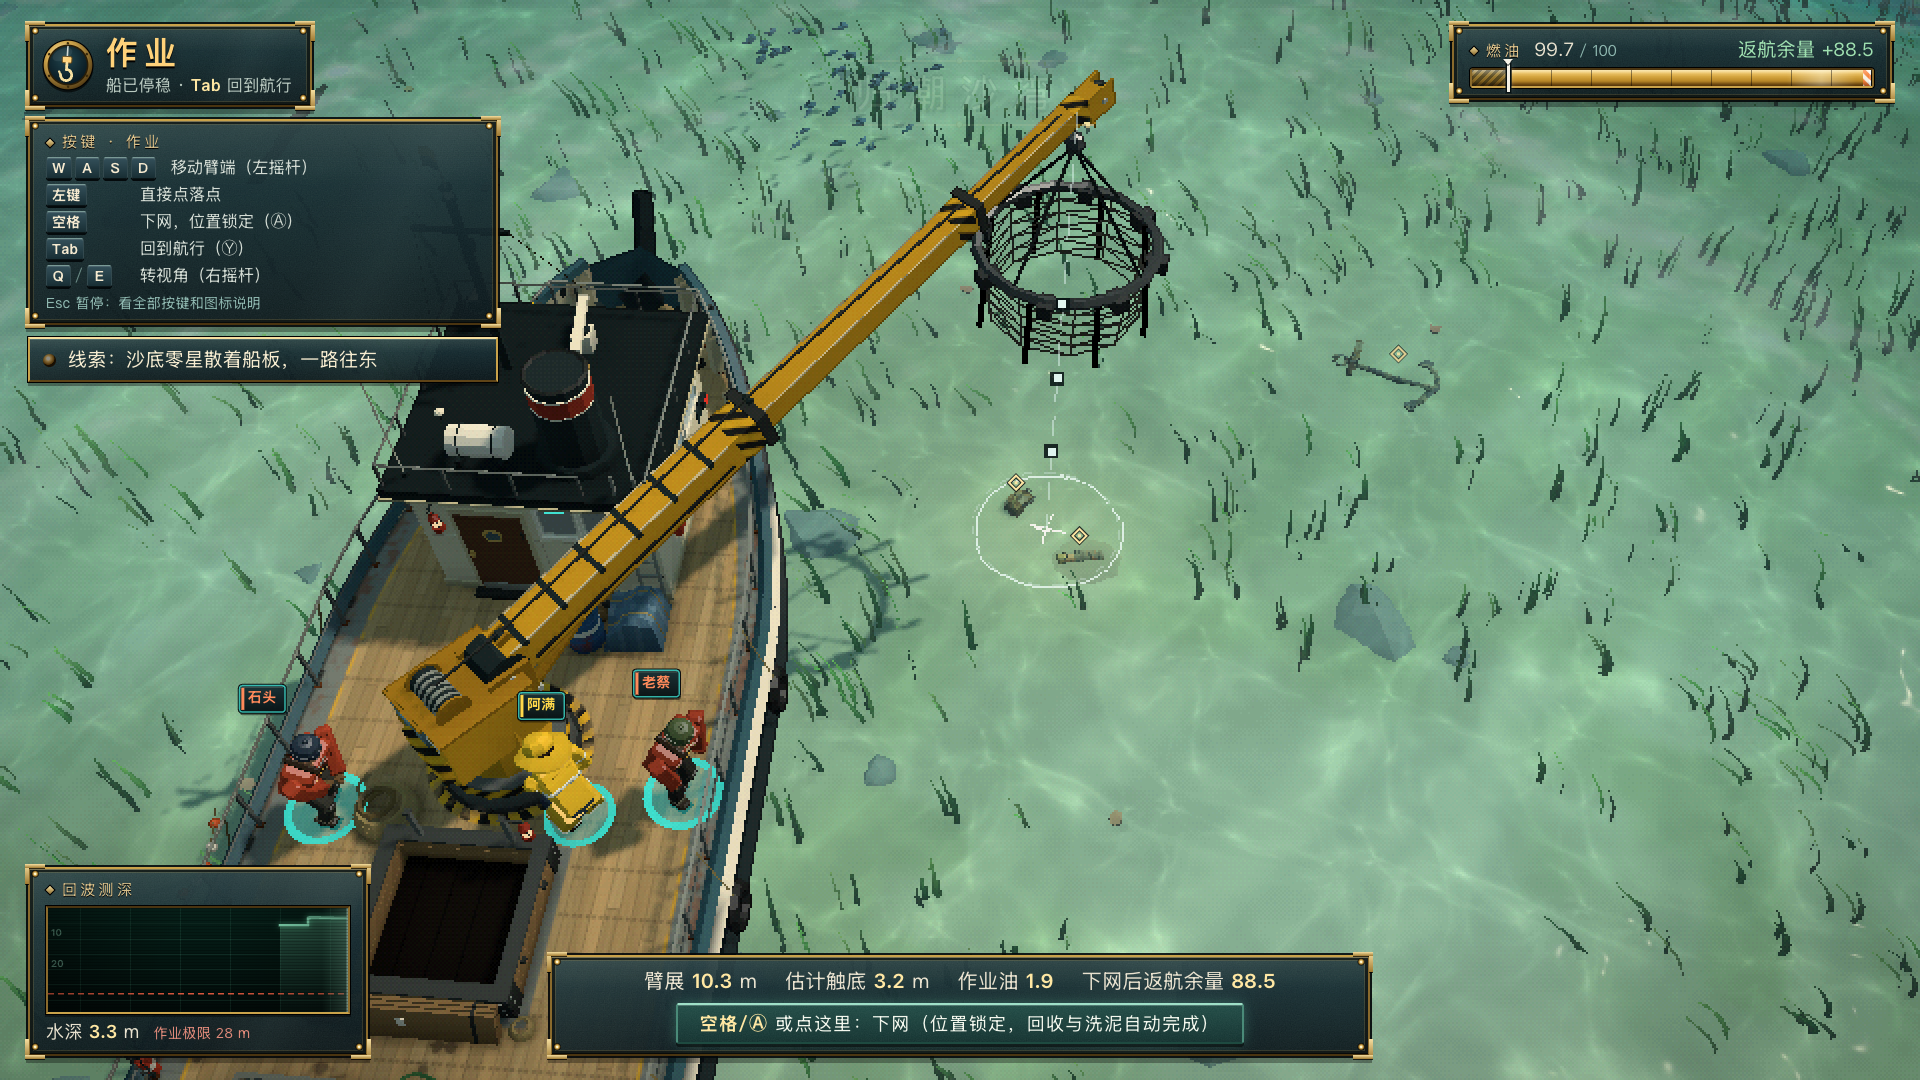 作业
船已停稳 · Tab 回到航行
燃油 99.7 / 100 返航余量 +88.5
按键 · 作业
W A S D 移动臂端（左摇杆）
左键 直接点落点
空格 下网，位置锁定（Ⓐ）
Tab 回到航行（Ⓨ）
Q / E 转视角（右摇杆）
Esc 暂停：看全部按键和图标说明
线索：沙底零星散着船板，一路往东
石头
阿满
老蔡
回波测深
10
20
水深 3.3 m 作业极限 28 m
臂展 10.3 m 估计触底 3.2 m 作业油 1.9 下网后返航余量 88.5
空格/Ⓐ 或点这里：下网（位置锁定，回收与洗泥自动完成）